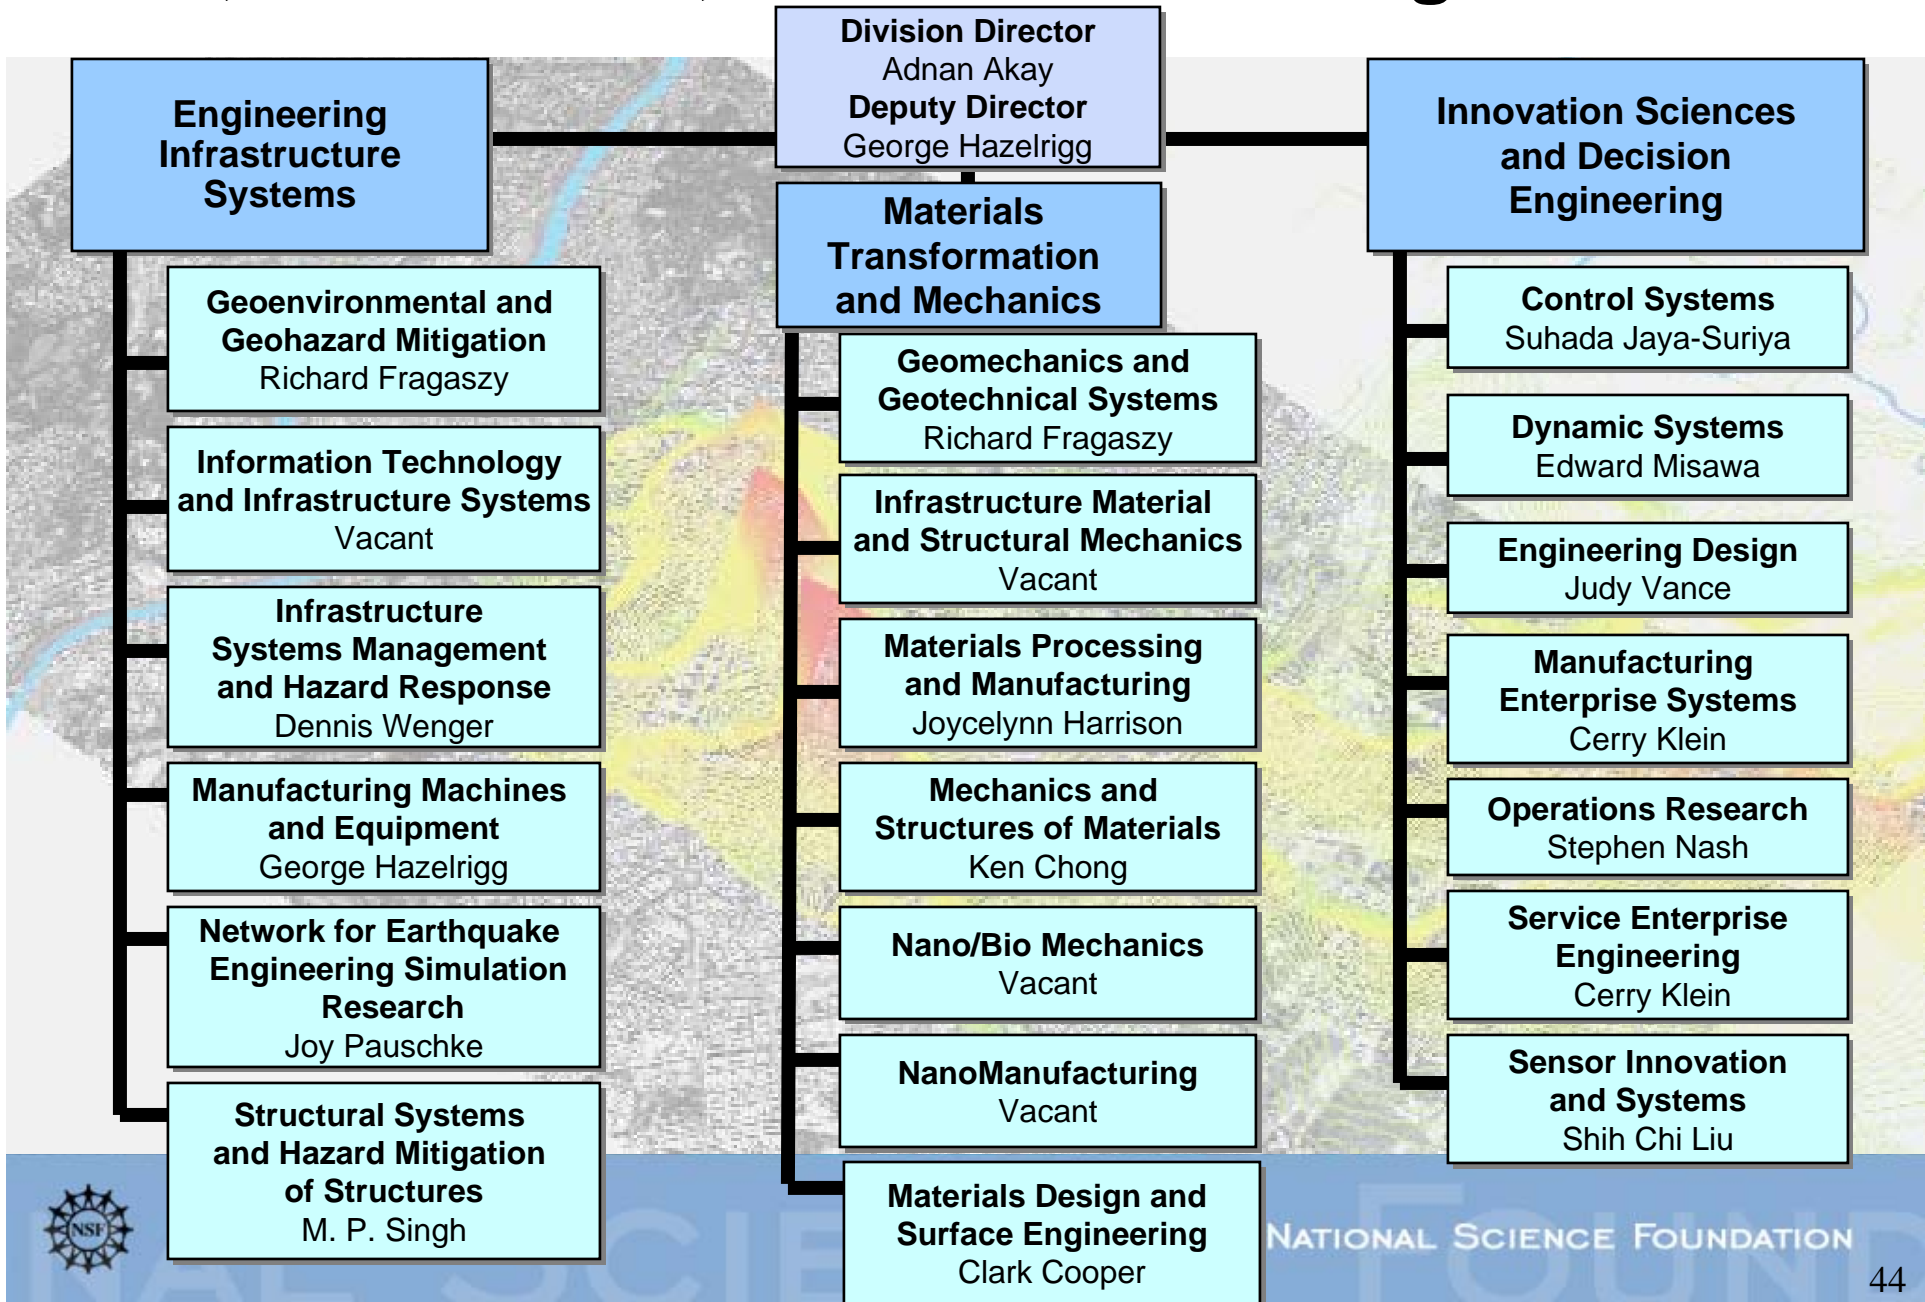 Division Director
Adnan Akay
Deputy Director
George Hazelrigg
Engineering
Infrastructure
Systems
Geoenvironmental and
Geohazard Mitigation
Richard Fragaszy
Information Technology
and Infrastructure Systems
Vacant
Infrastructure
Systems Management
and Hazard Response
Dennis Wenger
Manufacturing Machines
and Equipment
George Hazelrigg
Network for Earthquake
Engineering Simulation
Research
Joy Pauschke
Structural Systems
and Hazard Mitigation
of Structures
M. P. Singh
Materials
Transformation
and Mechanics
Geomechanics and
Geotechnical Systems
Richard Fragaszy
Infrastructure Material
and Structural Mechanics
Vacant
Materials Processing
and Manufacturing
Joycelynn Harrison
Mechanics and
Structures of Materials
Ken Chong
Nano/Bio Mechanics
Vacant
NanoManufacturing
Vacant
Materials Design and
Surface Engineering
Clark Cooper
Innovation Sciences
and Decision
Engineering
Control Systems
Suhada Jaya-Suriya
Dynamic Systems
Edward Misawa
Engineering Design
Judy Vance
Manufacturing
Enterprise Systems
Cerry Klein
Operations Research
Stephen Nash
Service Enterprise
Engineering
Cerry Klein
Sensor Innovation
and Systems
Shih Chi Liu
NSF
NATIONAL SCIENCE FOUNDATION
44